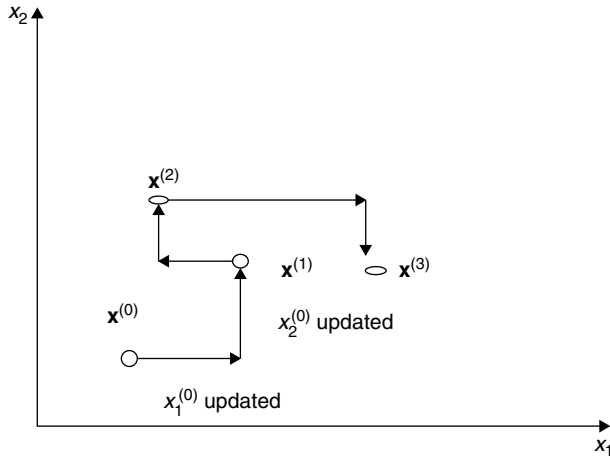 x₂
x⁽²⁾
x⁽¹⁾
x⁽³⁾
x⁽⁰⁾
x₂⁽⁰⁾ updated
x₁⁽⁰⁾ updated
x₁